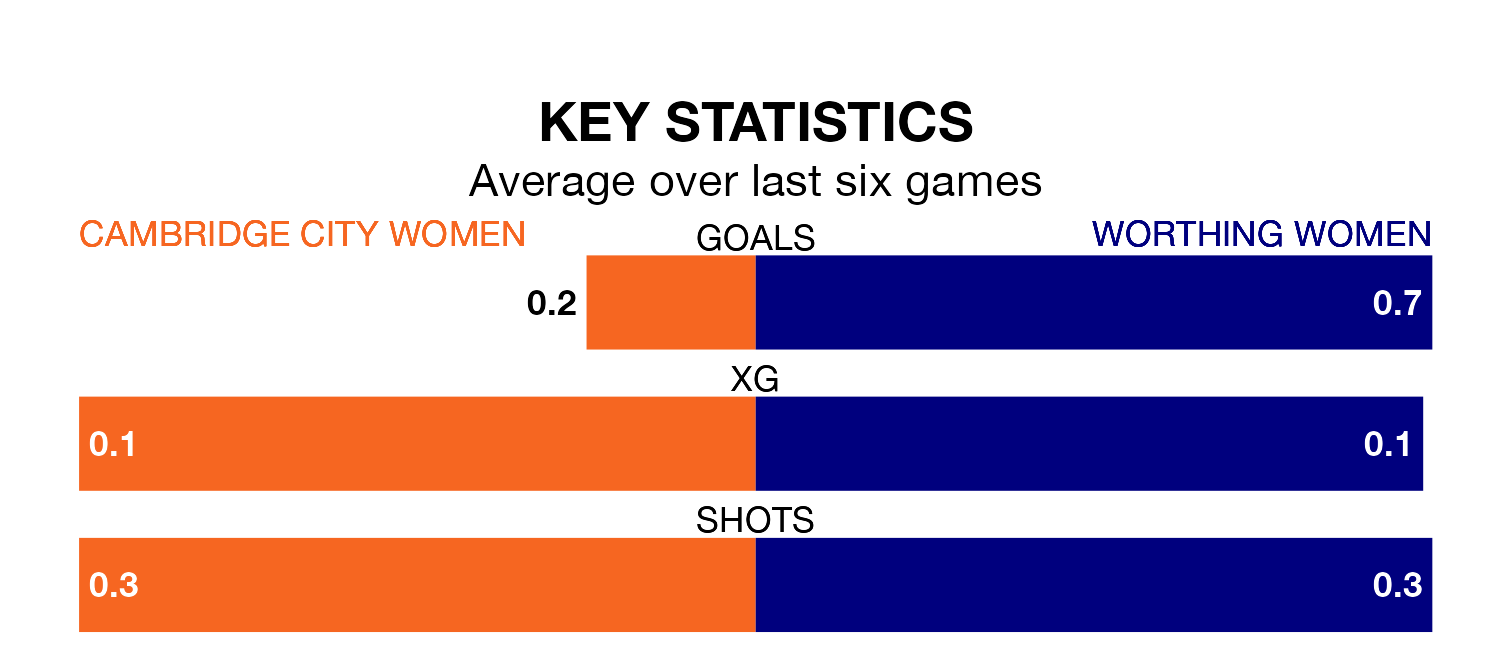 KEY STATISTICS
Average over last six games
CAMBRIDGE CITY WOMEN
GOALS
WORTHING WOMEN
0.2
0.7
XG
0.1
0.1
SHOTS
0.3
0.3